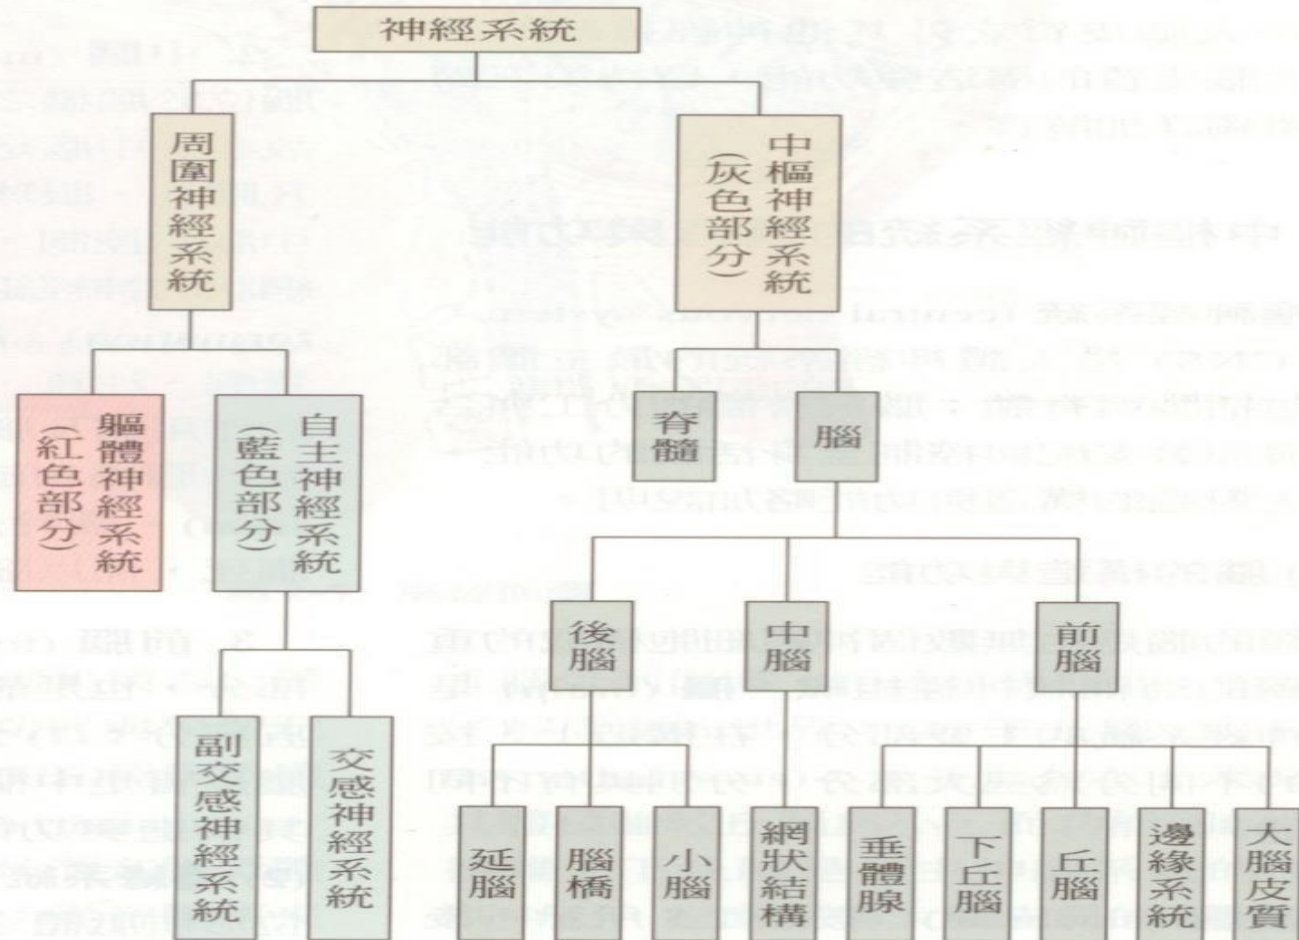 神經系統
中樞神經系統
(灰色部分)
周圍神經系統
腦
脊髓
自主神經系統
(藍色部分)
軀體神經系統
(紅色部分)
前腦
中腦
後腦
交感神經系統
副交感神經系統
大腦皮質
邊緣系統
丘腦
下丘腦
垂體腺
網狀結構
小腦
腦橋
延腦